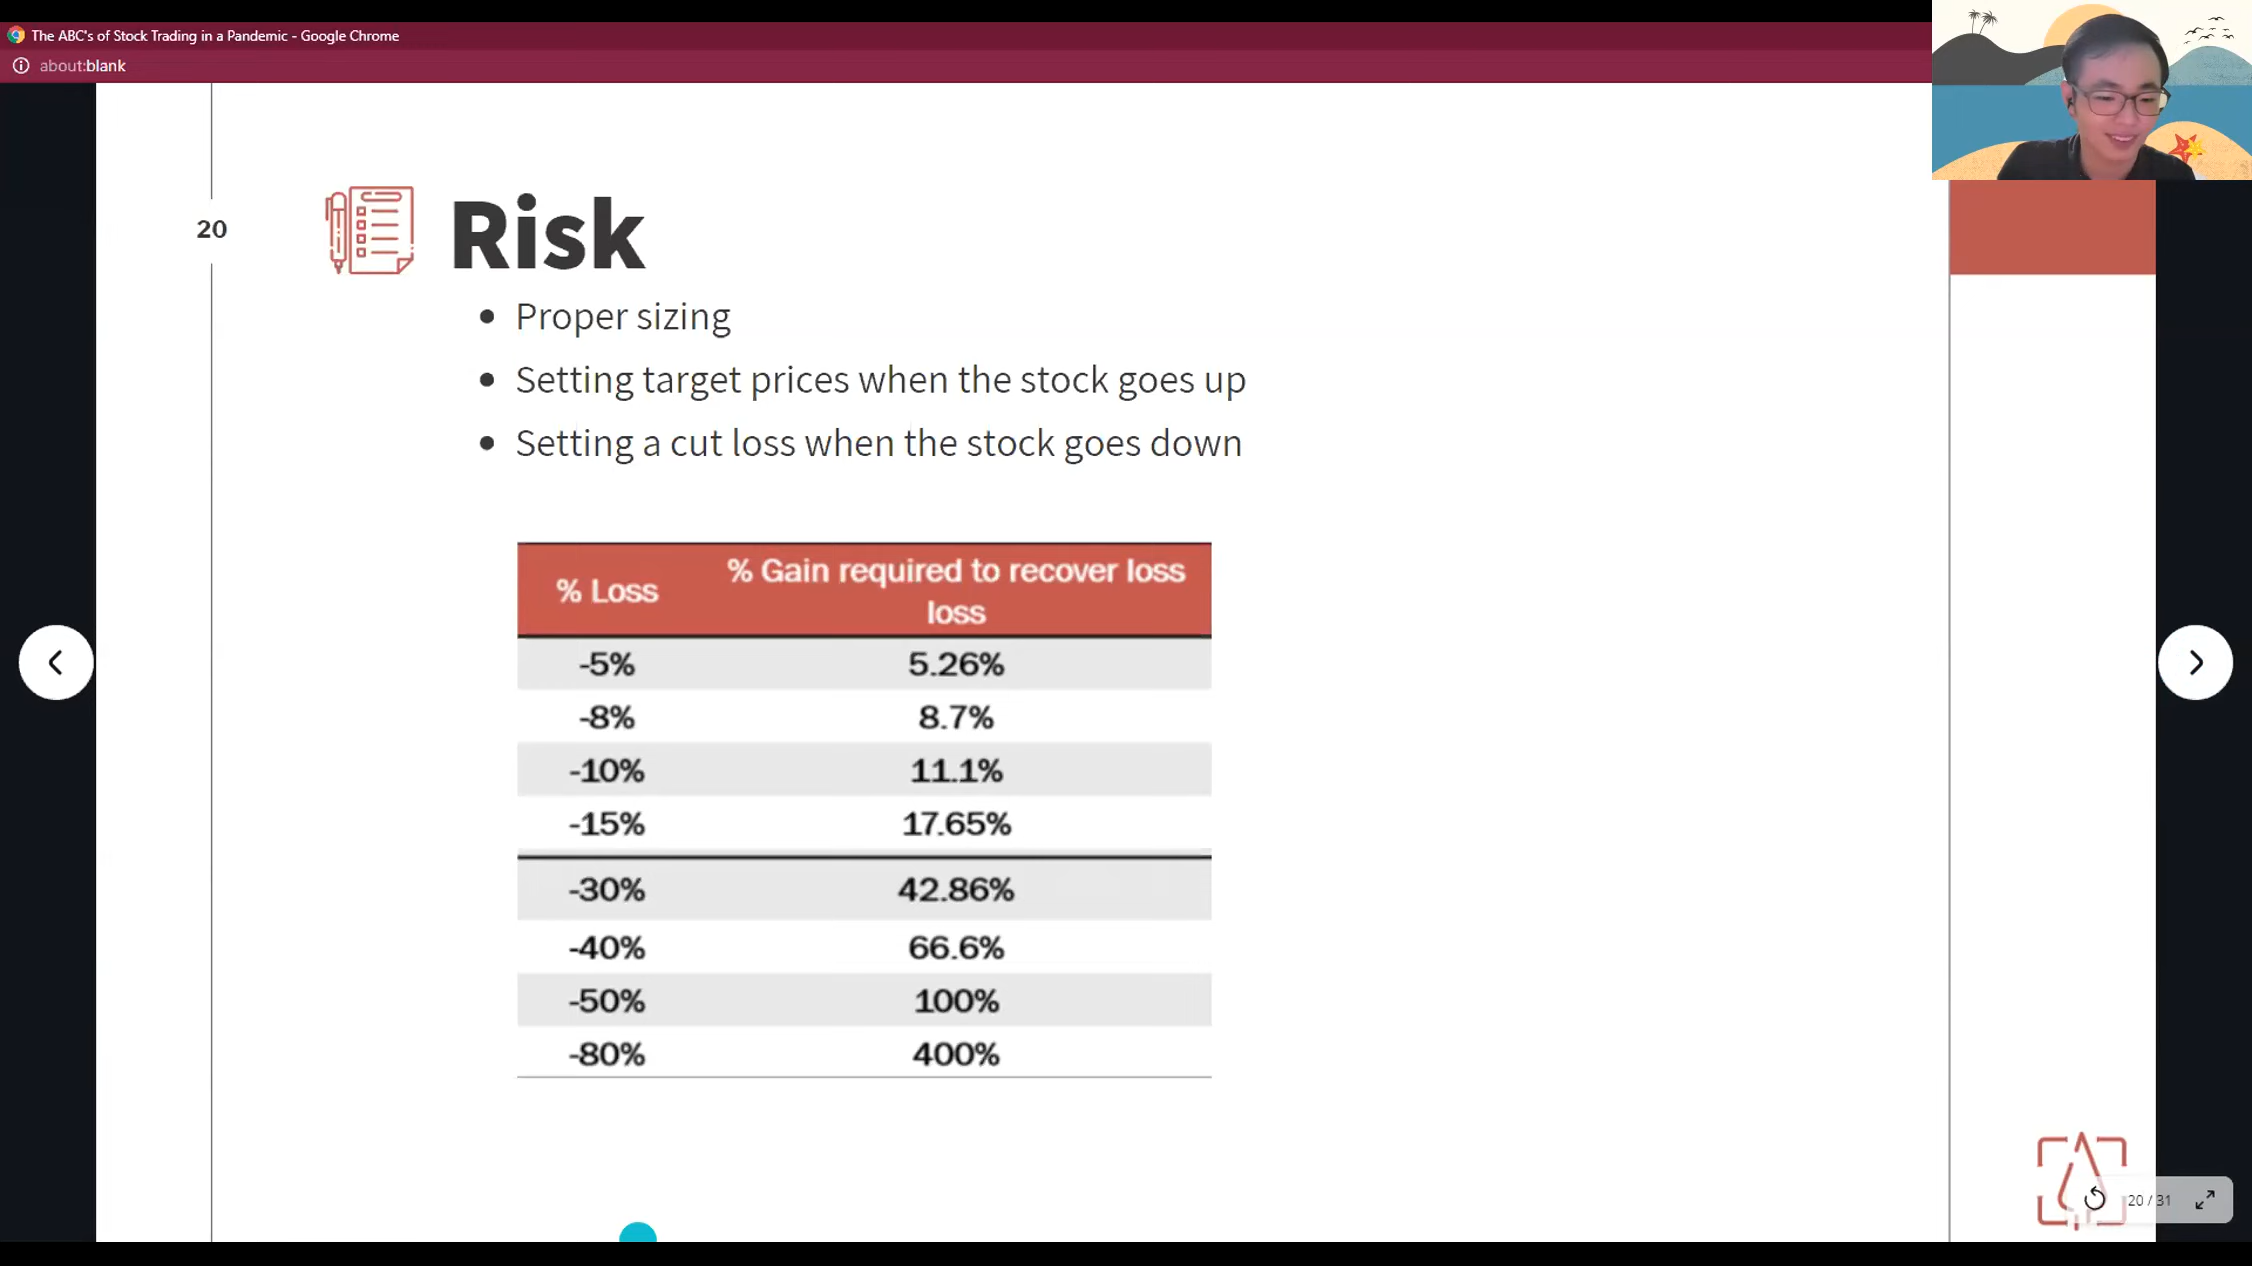 The ABC's of Stock Trading in a Pandemic - Google Chrome
about:blank
20
Risk
• Proper sizing
• Setting target prices when the stock goes up
• Setting a cut loss when the stock goes down
% Loss % Gain required to recover loss
loss
-5% 5.26%
-8% 8.7%
-10% 11.1%
-15% 17.65%
-30% 42.86%
-40% 66.6%
-50% 100%
-80% 400%
20 / 31